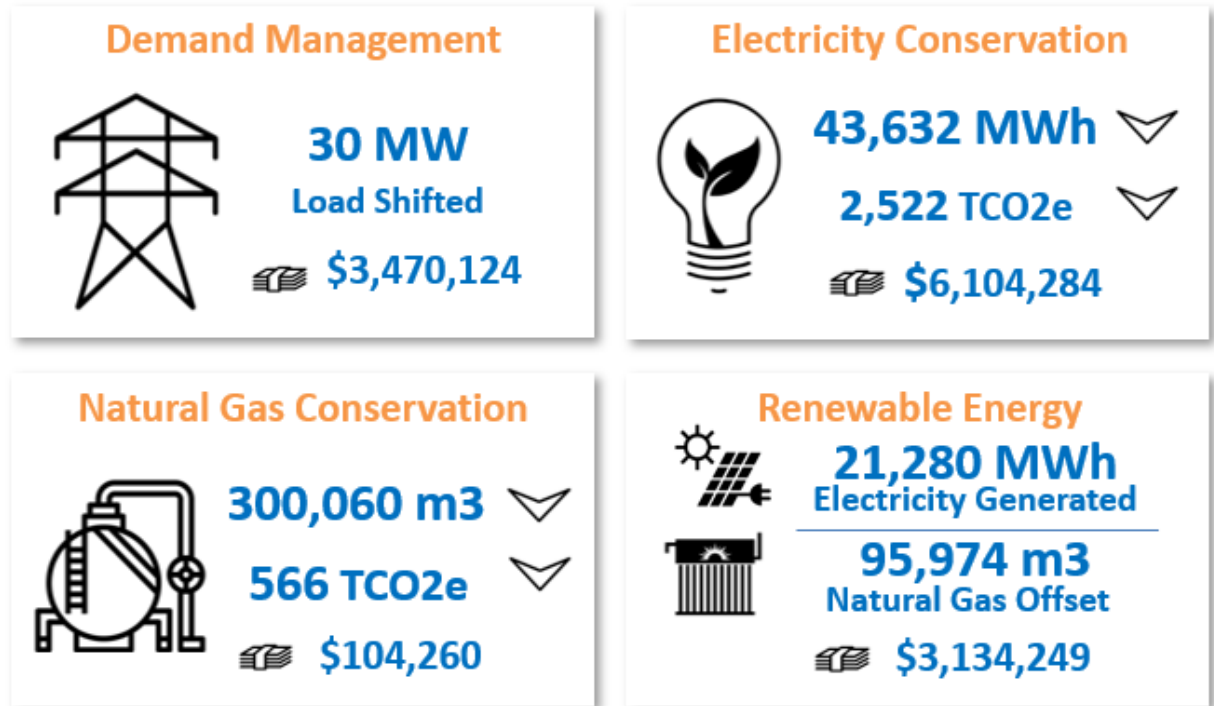 Demand Management
30 MW
Load Shifted
$3,470,124
Electricity Conservation
43,632 MWh
2,522 TCO2e
$6,104,284
Natural Gas Conservation
300,060 m3
566 TCO2e
$104,260
Renewable Energy
21,280 MWh
Electricity Generated
95,974 m3
Natural Gas Offset
$3,134,249